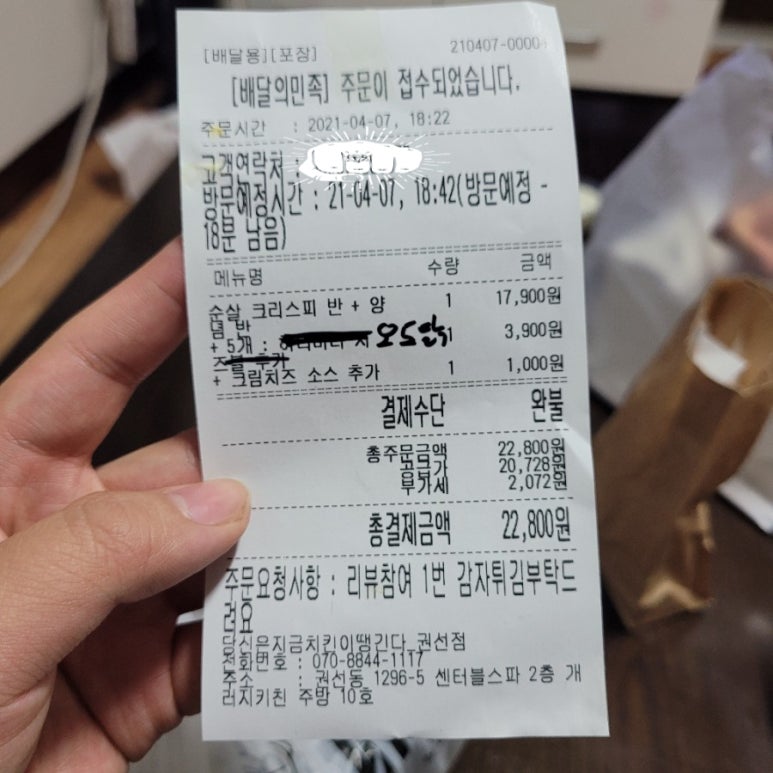 [배달용][포장] 210407-0000
[배달의민족] 주문이 접수되었습니다.
주문시간 : 2021-04-07, 18:22
고객연락처 :
방문예정시간 : 21-04-07, 18:42(방문예정 -
18분 남음)
메뉴명 수량 금액
순살 크리스피 반 + 양 1 17,900원
념 반
+ 5개 : 1 3,900원
추가
+ 크림치즈 소스 추가 1 1,000원
결제수단 완불
총주문금액 22,800원
공급가 20,728원
부가세 2,072원
총결제금액 22,800원
주문요청사항 : 리뷰참여 1번 감자튀김부탁드
려요
당신은지금치킨이땡긴다 권선점
전화번호 : 070-8844-1117
주소 : 권선동 1296-5 센터블스파 2층 개
러지키친 주방 10호